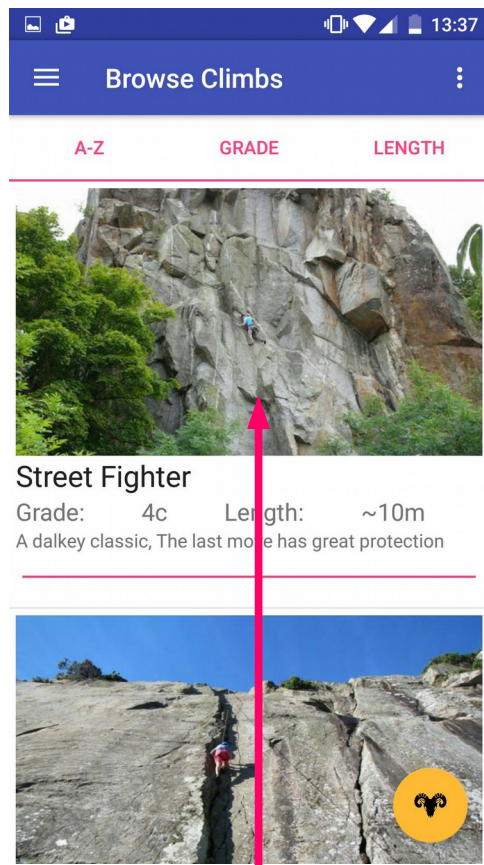 13:37
Browse Climbs
A-Z GRADE LENGTH
Street Fighter
Grade: 4c Length: ~10m
A dalkey classic, The last move has great protection